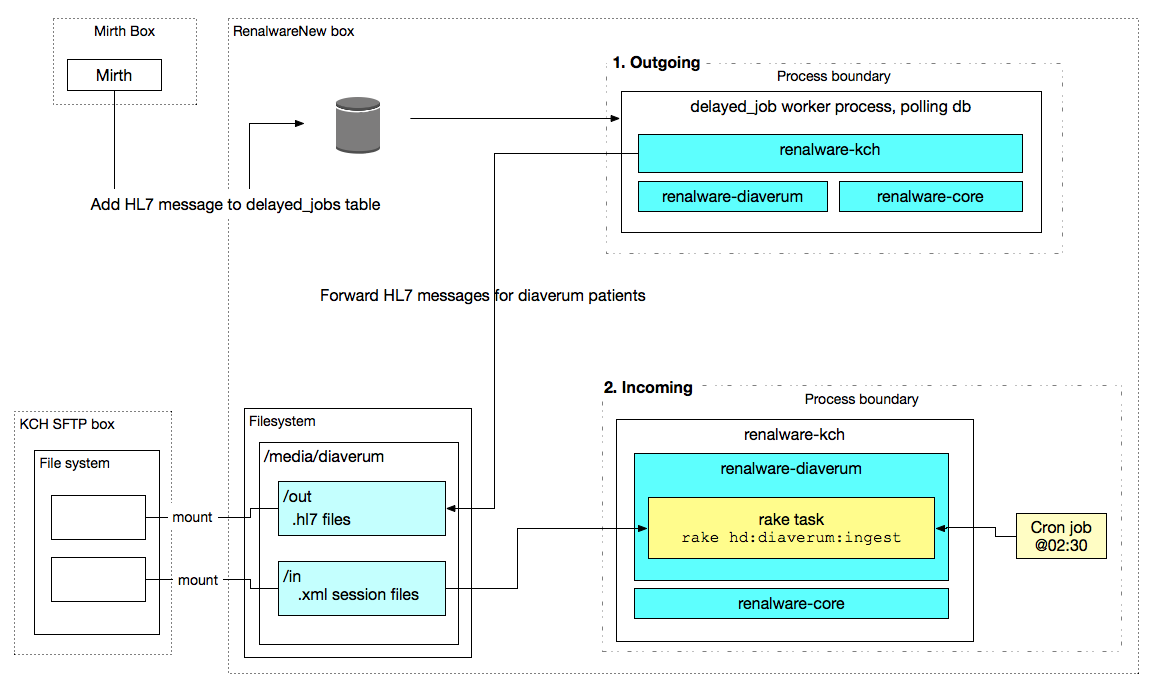 Mirth Box
Mirth
RenalwareNew box
Add HL7 message to delayed_jobs table
1. Outgoing
Process boundary
delayed_job worker process, polling db
renalware-kch
renalware-diaverum
renalware-core
Forward HL7 messages for diaverum patients
KCH SFTP box
File system
mount
mount
Filesystem
/media/diaverum
/out
.hl7 files
/in
.xml session files
2. Incoming
Process boundary
renalware-kch
renalware-diaverum
rake task
rake hd:diaverum:ingest
renalware-core
Cron job
@02:30